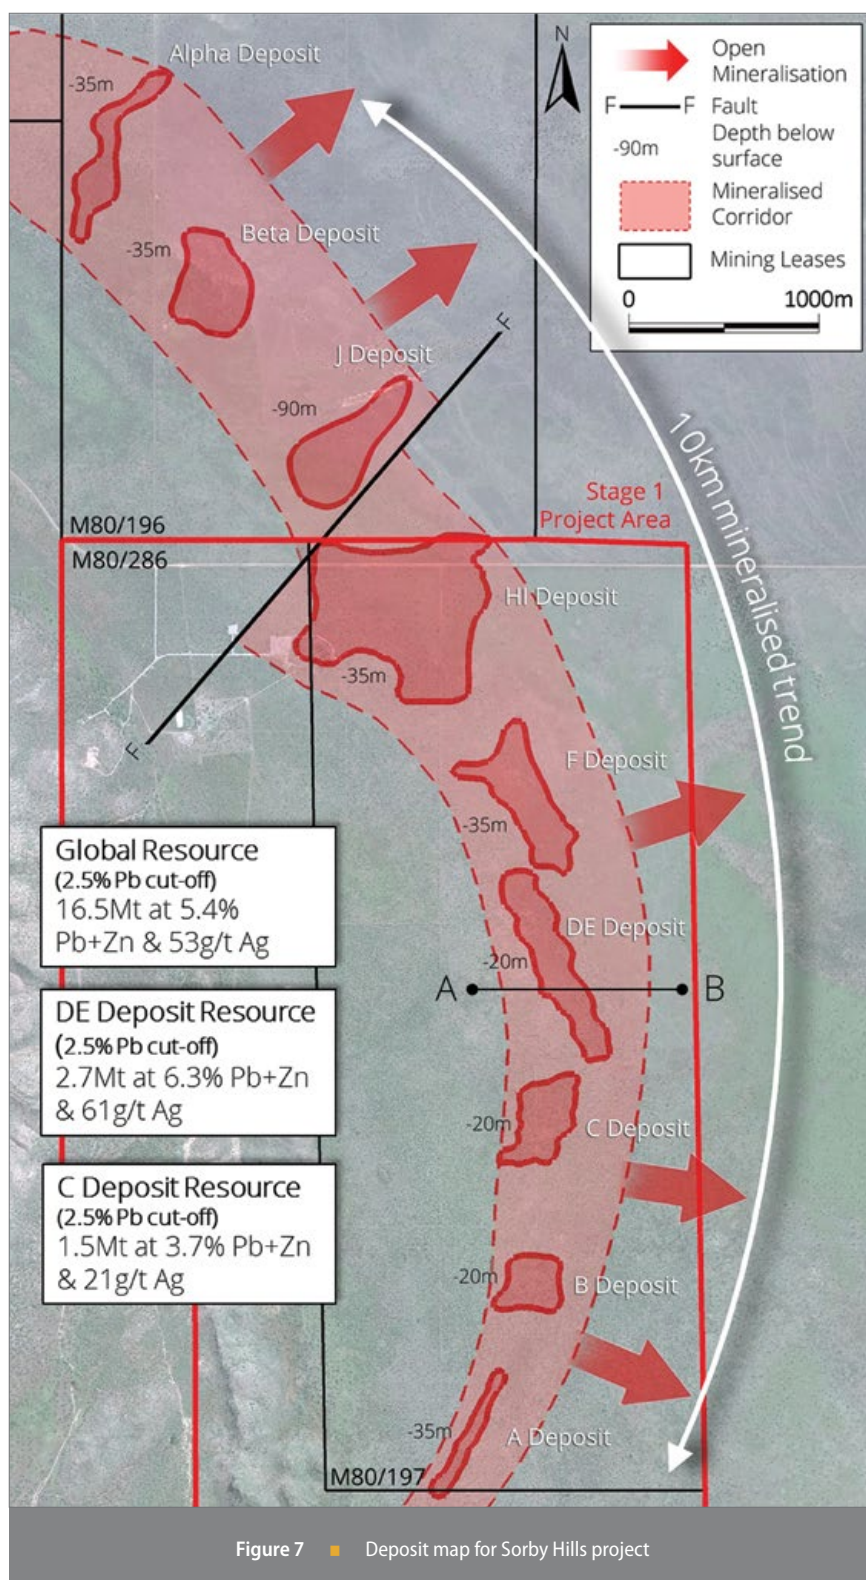 Alpha Deposit
-35m
N
Open
Mineralisation
F F Fault
-90m Depth below
surface
Mineralised
Corridor
Mining Leases
0 1000m
Beta Deposit
-35m
F
J Deposit
-90m
10km mineralised trend
Stage 1
Project Area
M80/196
M80/286
HI Deposit
-35m
F
F Deposit
-35m
Global Resource
(2.5% Pb cut-off)
16.5Mt at 5.4%
Pb+Zn & 53g/t Ag
DE Deposit
-20m
A B
DE Deposit Resource
(2.5% Pb cut-off)
2.7Mt at 6.3% Pb+Zn
& 61g/t Ag
-20m
C Deposit
C Deposit Resource
(2.5% Pb cut-off)
1.5Mt at 3.7% Pb+Zn
& 21g/t Ag
-20m
B Deposit
-35m
A Deposit
M80/197
Figure 7 Deposit map for Sorby Hills project